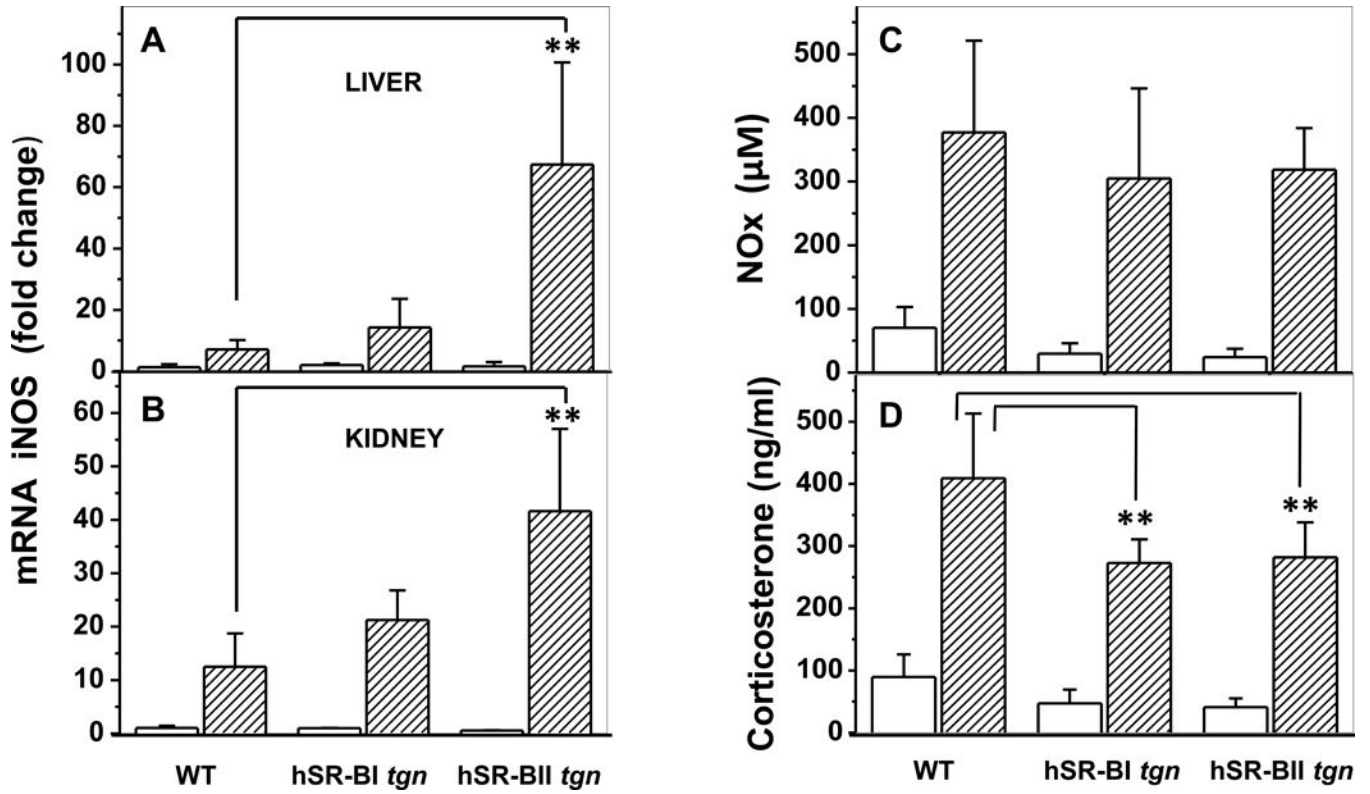 mRNA iNOS (fold change)
A
LIVER
**
100
80
60
40
20
0
B
KIDNEY
**
60
50
40
30
20
10
0
WT
hSR-BI tgn
hSR-BII tgn
C
NOx (μM)
500
400
300
200
100
0
D
Corticosterone (ng/ml)
500
400
300
200
100
0
**
**
WT
hSR-BI tgn
hSR-BII tgn